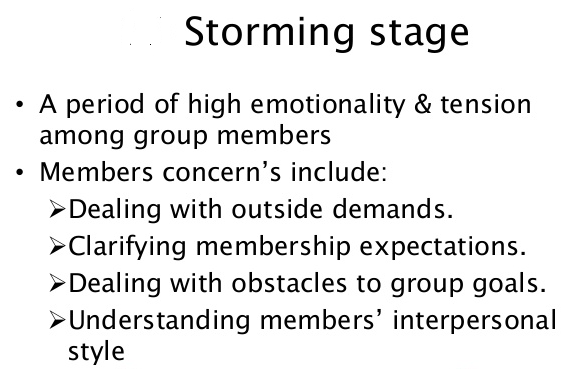 Storming stage
• A period of high emotionality & tension
among group members
• Members concern's include:
➢Dealing with outside demands.
➢Clarifying membership expectations.
➢Dealing with obstacles to group goals.
➢Understanding members' interpersonal
style